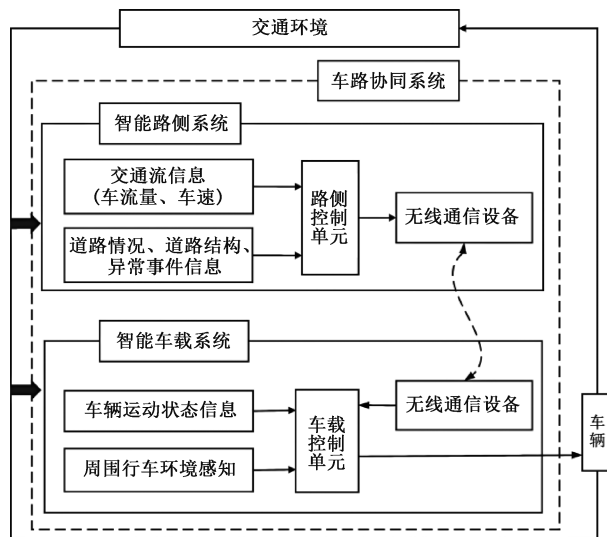 交通环境
车路协同系统
智能路侧系统
交通流信息
(车流量、车速)
路侧
控制
单元
无线通信设备
道路情况、道路结构、
异常事件信息
智能车载系统
车辆运动状态信息
车载
控制
单元
无线通信设备
周围行车环境感知
车
辆